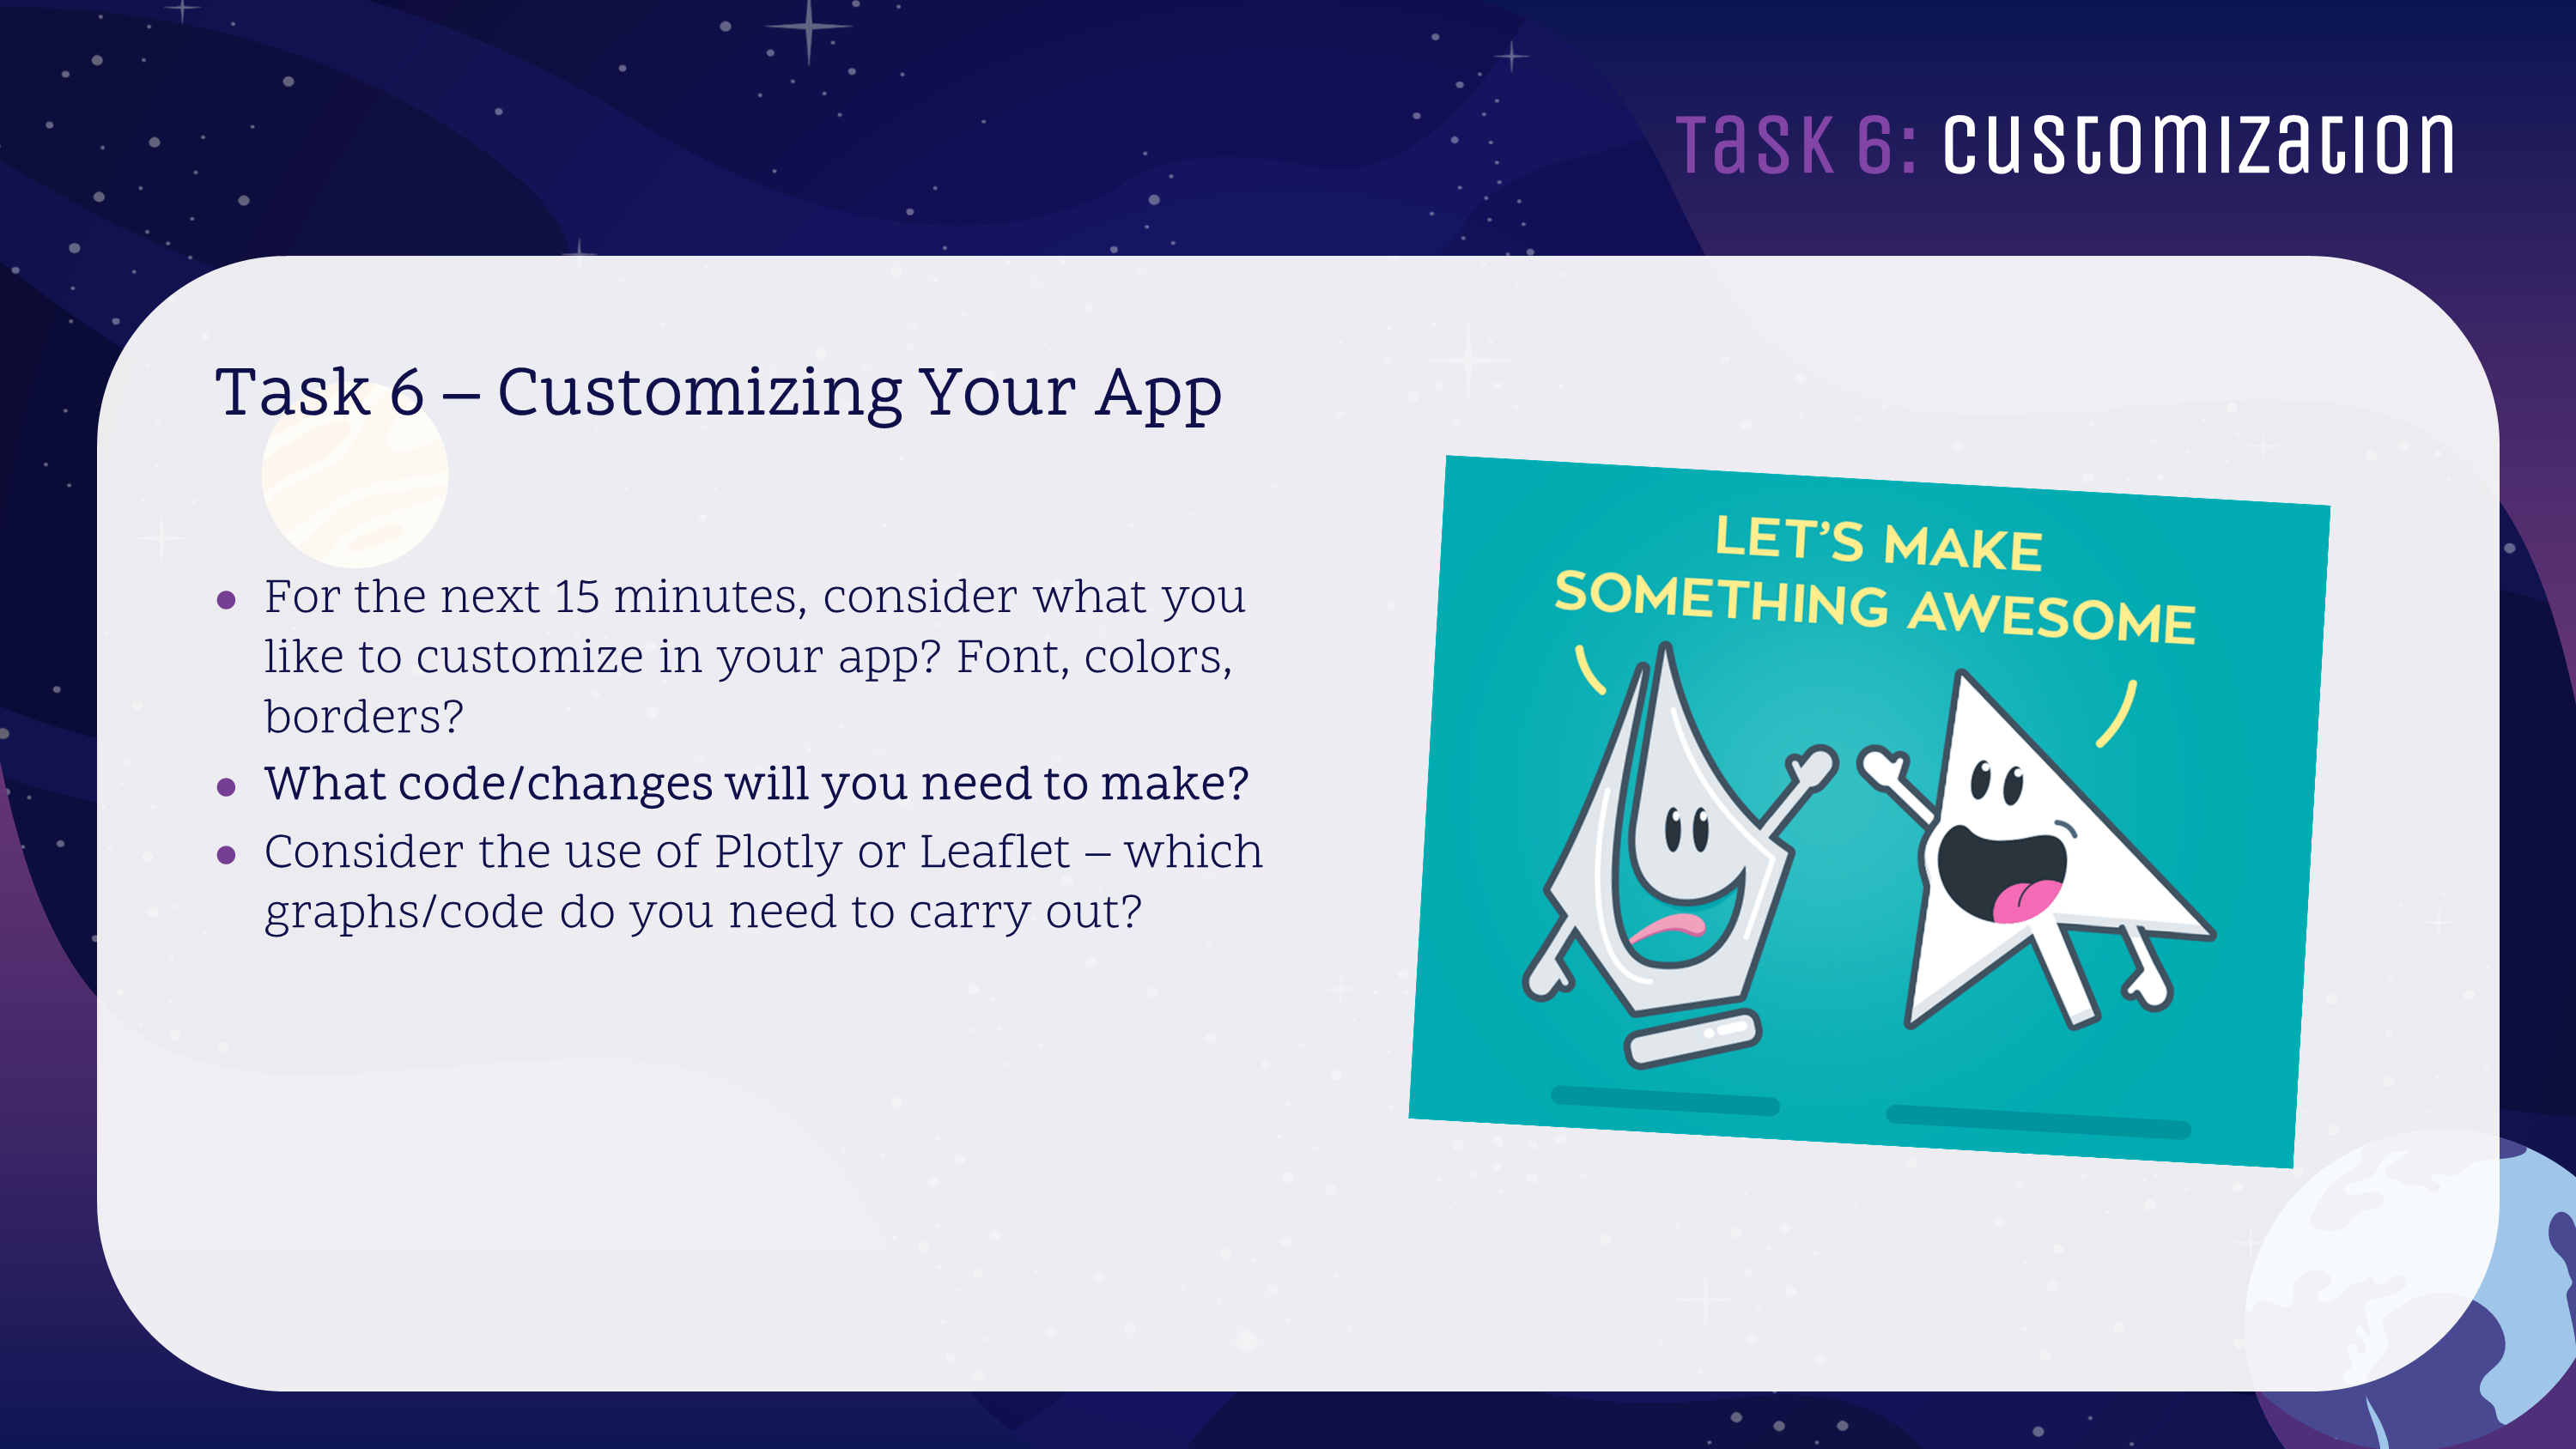 Task 6: Customization
Task 6 – Customizing Your App
• For the next 15 minutes, consider what you
like to customize in your app? Font, colors,
borders?
• What code/changes will you need to make?
• Consider the use of Plotly or Leaflet – which
graphs/code do you need to carry out?
LET'S MAKE
SOMETHING AWESOME